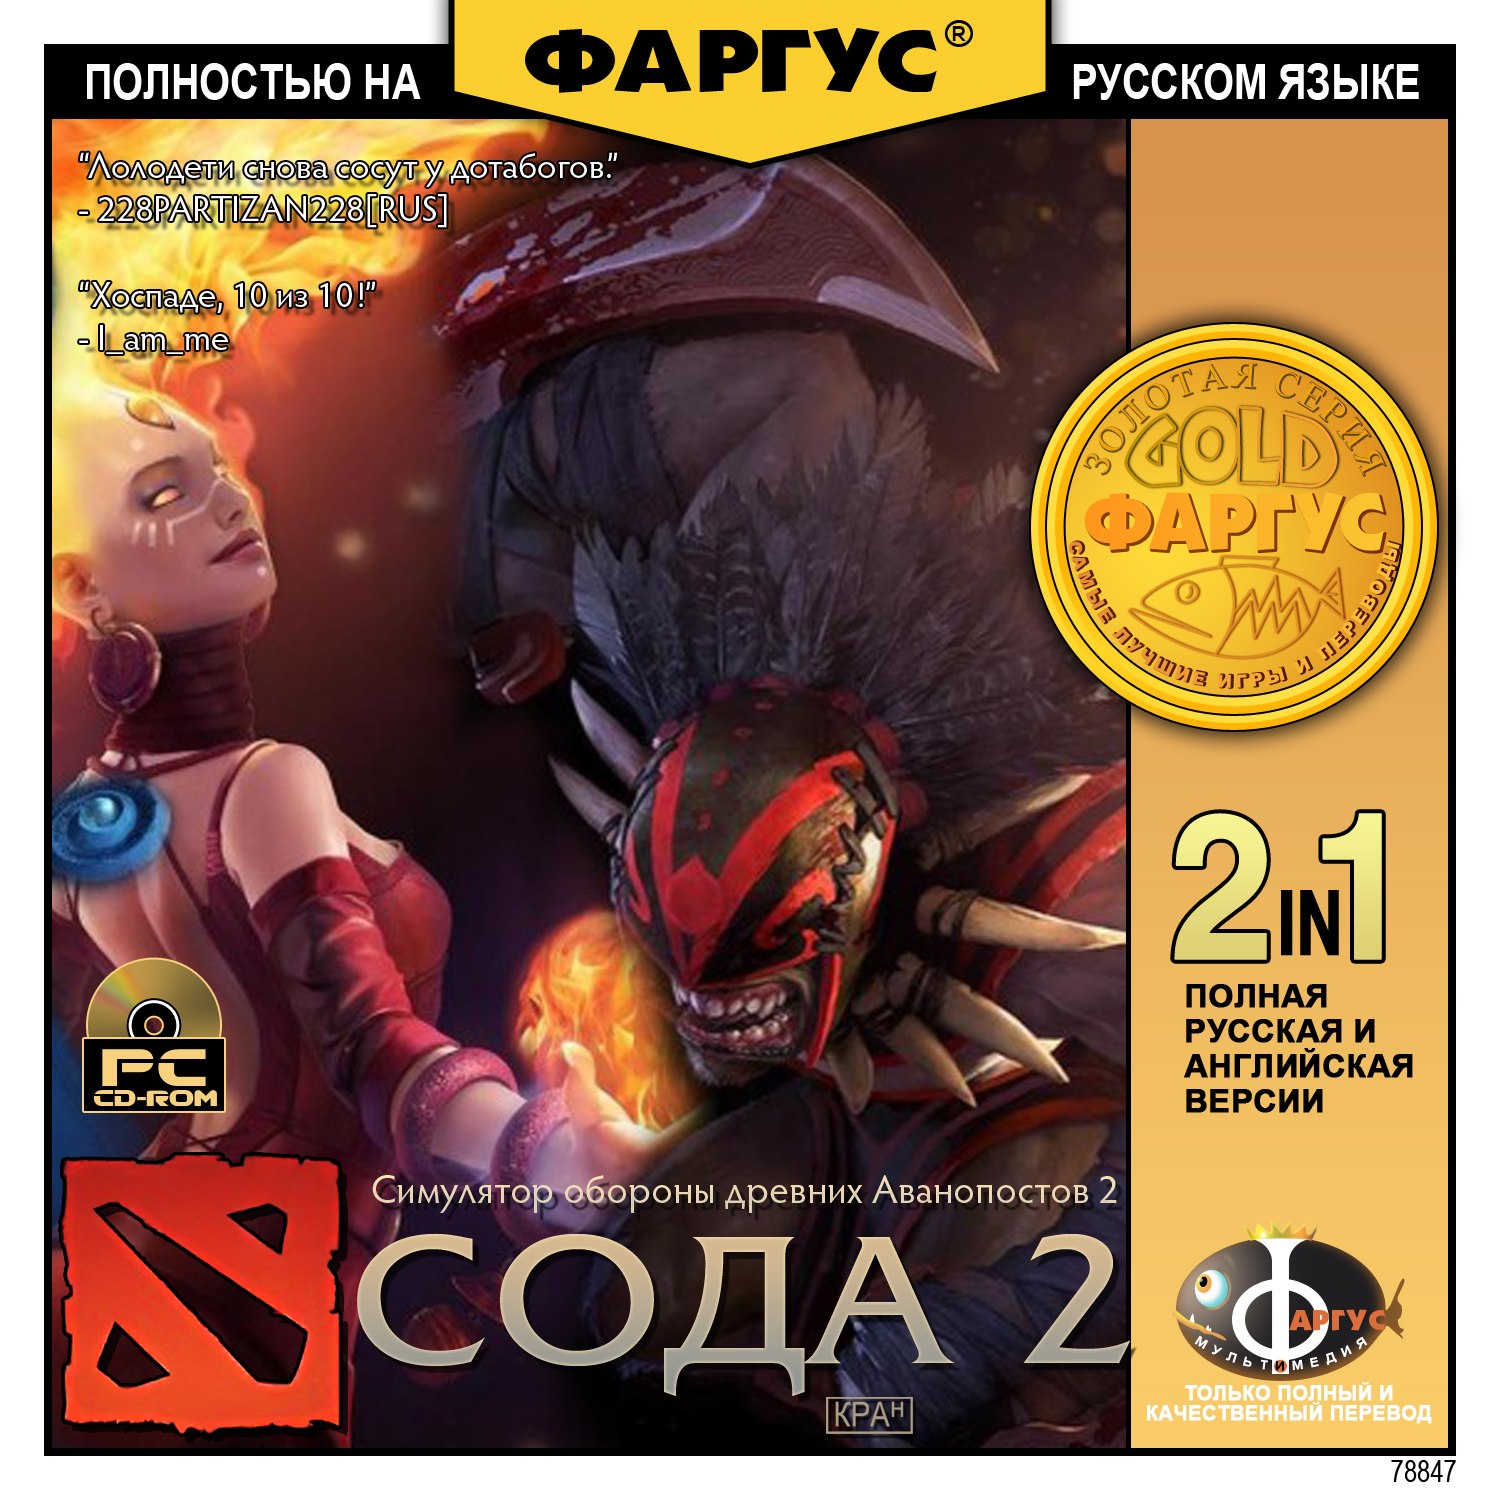 ФАРГУС®
ПОЛНОСТЬЮ НА РУССКОМ ЯЗЫКЕ
“Лолодети снова сосут у дотабогов.”
- 228PARTIZAN228[RUS]
“Хоспаде, 10 из 10!”
- I_am_me
ЗОЛОТАЯ СЕРИЯ
GOLD
ФАРГУС
САМЫЕ ЛУЧШИЕ ИГРЫ И ПЕРЕВОДЫ
2IN1
ПОЛНАЯ
РУССКАЯ И
АНГЛИЙСКАЯ
ВЕРСИИ
PC
CD-ROM
Симулятор обороны древних Аванопостов 2
СОДА 2
КРАН
ФАРГУС
МУЛЬТИМЕДИЯ
ТОЛЬКО ПОЛНЫЙ И
КАЧЕСТВЕННЫЙ ПЕРЕВОД
78847